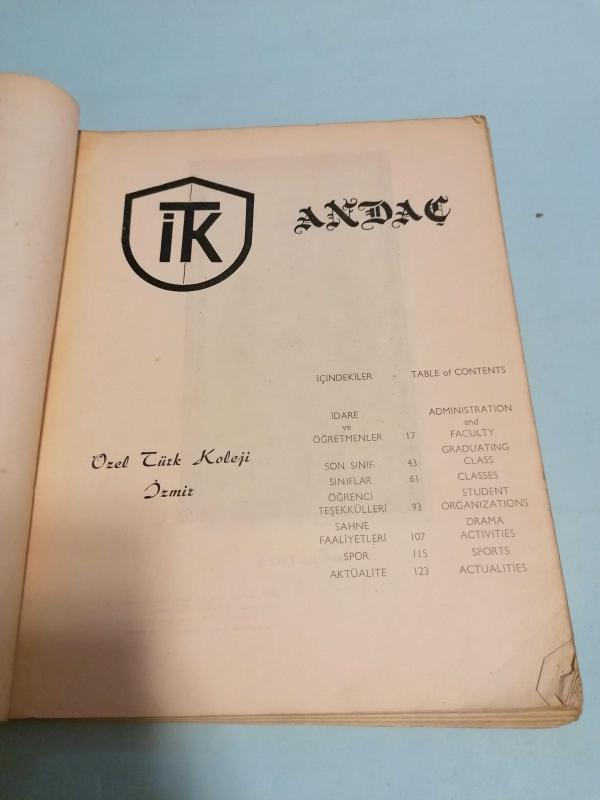 İTK
ANDAÇ
İÇİNDEKİLER - TABLE of CONTENTS
İDARE
ve
ÖĞRETMENLER 17 ADMINISTRATION
and
FACULTY
SON SINIF 43 GRADUATING
CLASS
SINIFLAR 61 CLASSES
ÖĞRENCİ
TEŞEKKÜLLERİ 93 STUDENT
ORGANIZATIONS
SAHNE
FAALİYETLERİ 107 DRAMA
ACTIVITIES
SPOR 115 SPORTS
AKTÜALİTE 123 ACTUALITIES
Özel Türk Koleji
İzmir